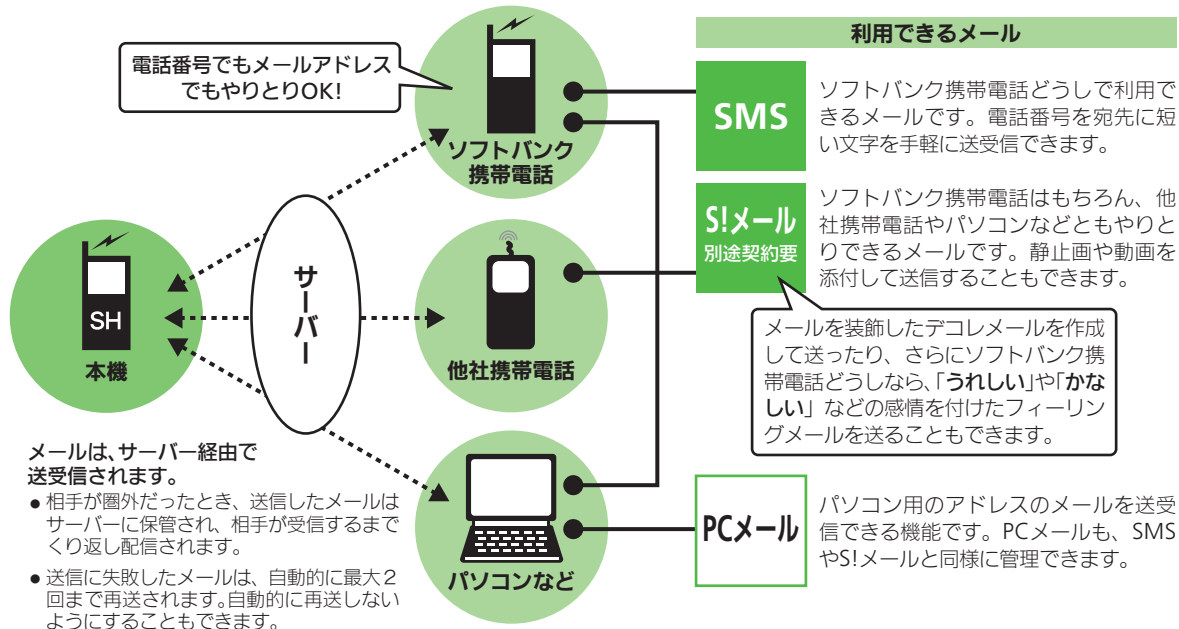 電話番号でもメールアドレス
でもやりとりOK!
ソフトバンク
携帯電話
サーバー
SH
本機
他社携帯電話
パソコンなど
メールは、サーバー経由で
送受信されます。
● 相手が圏外だったとき、送信したメールは
サーバーに保管され、相手が受信するまで
くり返し配信されます。
● 送信に失敗したメールは、自動的に最大2
回まで再送されます。自動的に再送しない
ようにすることもできます。
利用できるメール
SMS
ソフトバンク携帯電話どうしで利用で
きるメールです。電話番号を宛先に短
い文字を手軽に送受信できます。
S!メール
別途契約要
ソフトバンク携帯電話はもちろん、他
社携帯電話やパソコンなどともやりと
りできるメールです。静止画や動画を
添付して送信することもできます。
メールを装飾したデコレメールを作成
して送ったり、さらにソフトバンク携
帯電話どうしなら、「うれしい」や「かな
しい」などの感情を付けたフィーリン
グメールを送ることもできます。
PCメール
パソコン用のアドレスのメールを送受
信できる機能です。PCメールも、SMS
やS!メールと同様に管理できます。